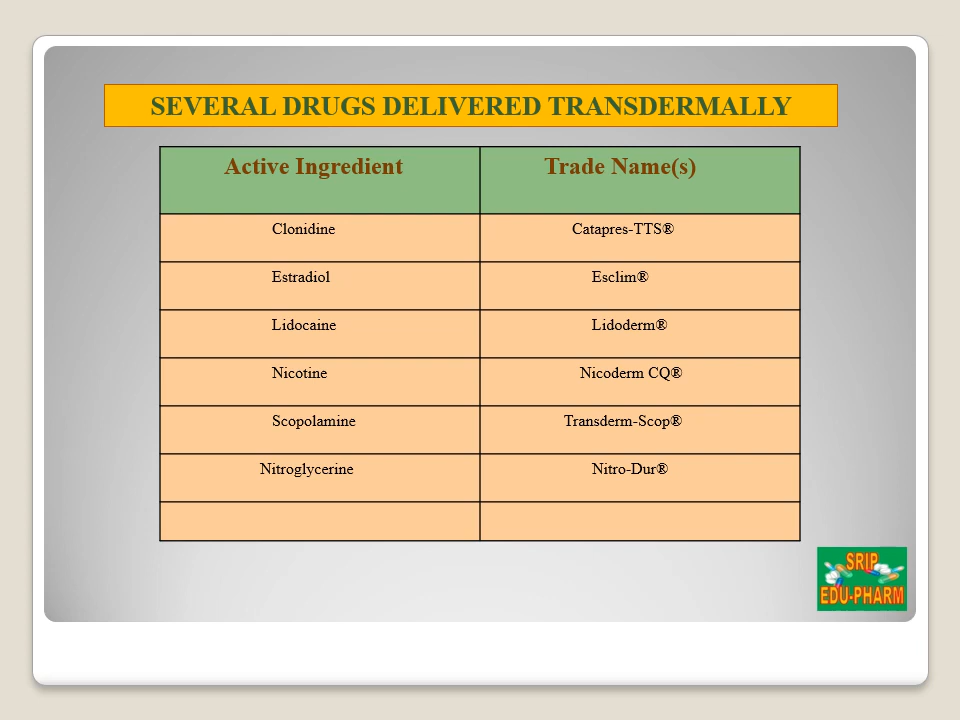 SEVERAL DRUGS DELIVERED TRANSDERMALLY
Active Ingredient Trade Name(s)
Clonidine Catapres-TTS®
Estradiol Esclim®
Lidocaine Lidoderm®
Nicotine Nicoderm CQ®
Scopolamine Transderm-Scop®
Nitroglycerine Nitro-Dur®
SRIP
EDU-PHARM